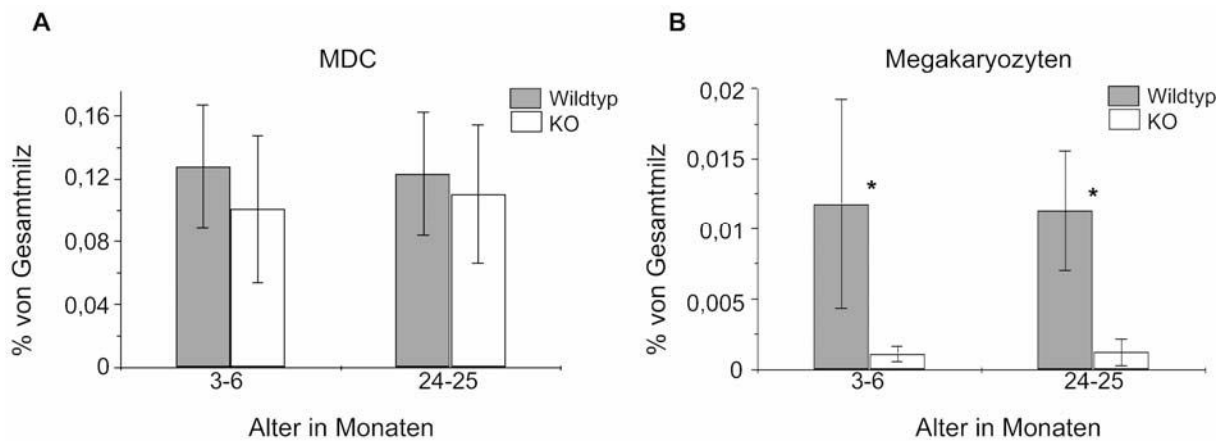 A
MDC
Wildtyp
KO
% von Gesamtmilz
0,16
0,12
0,08
0,04
0
3-6
24-25
Alter in Monaten
B
Megakaryozyten
Wildtyp
KO
% von Gesamtmilz
0,02
0,015
0,01
0,005
0
*
*
3-6
24-25
Alter in Monaten